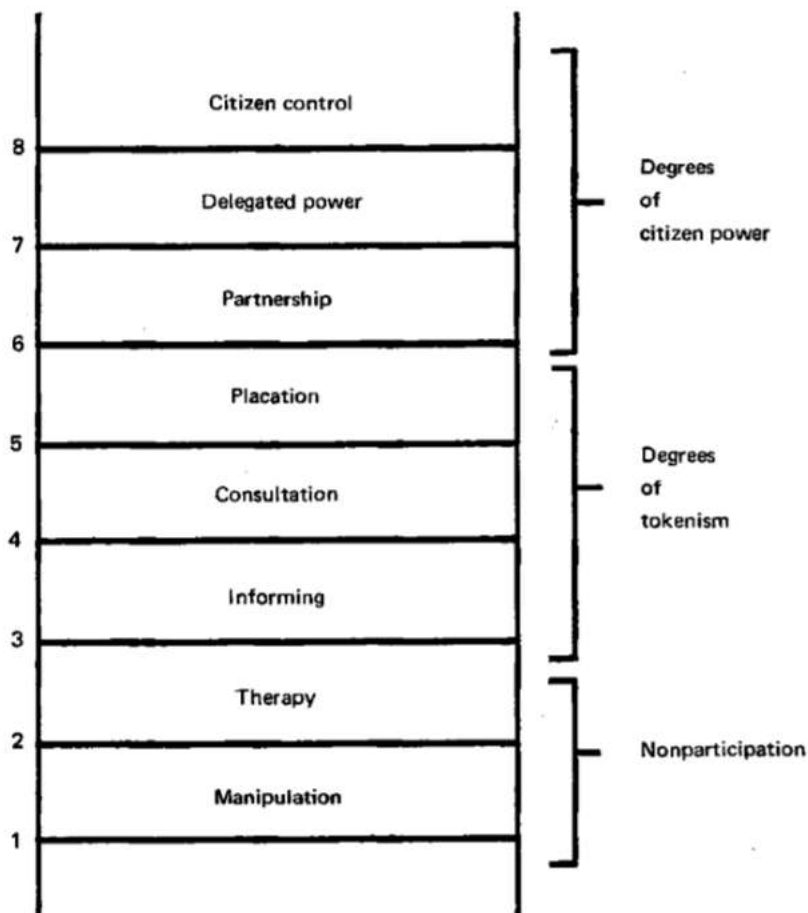 Citizen control
8
Delegated power
7
Partnership
6
Placation
5
Consultation
4
Informing
3
Therapy
2
Manipulation
1
Degrees
of
citizen power
Degrees
of
tokenism
Nonparticipation